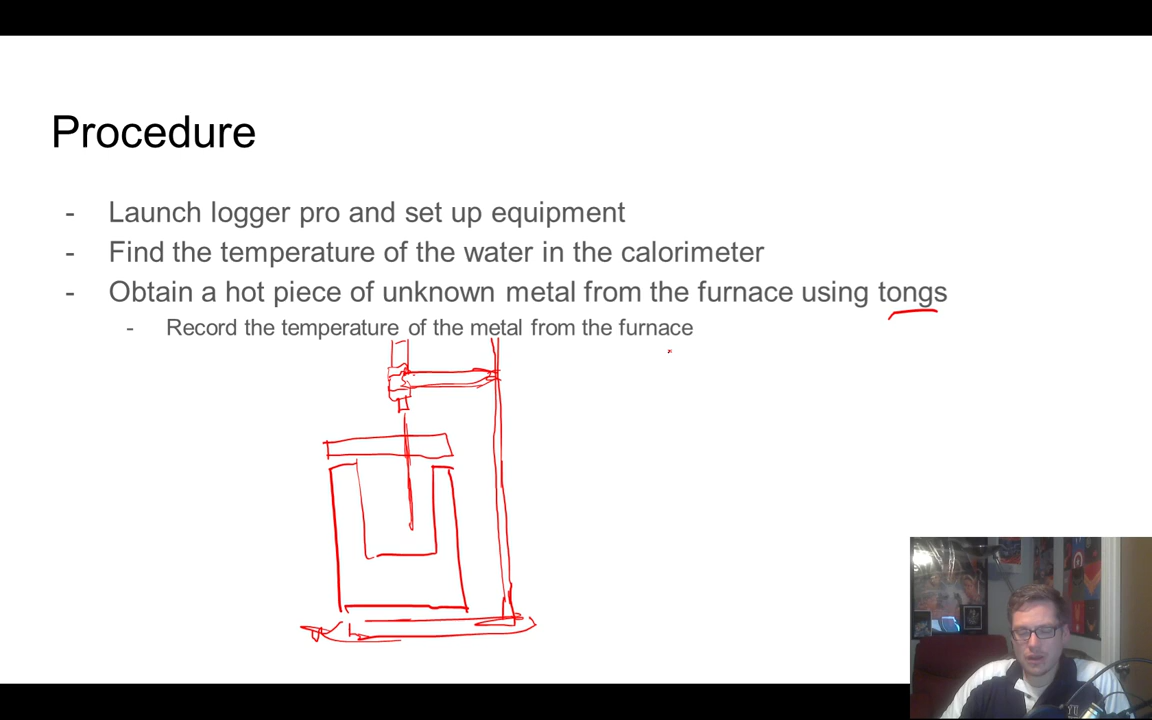 Procedure
- Launch logger pro and set up equipment
- Find the temperature of the water in the calorimeter
- Obtain a hot piece of unknown metal from the furnace using tongs
- Record the temperature of the metal from the furnace